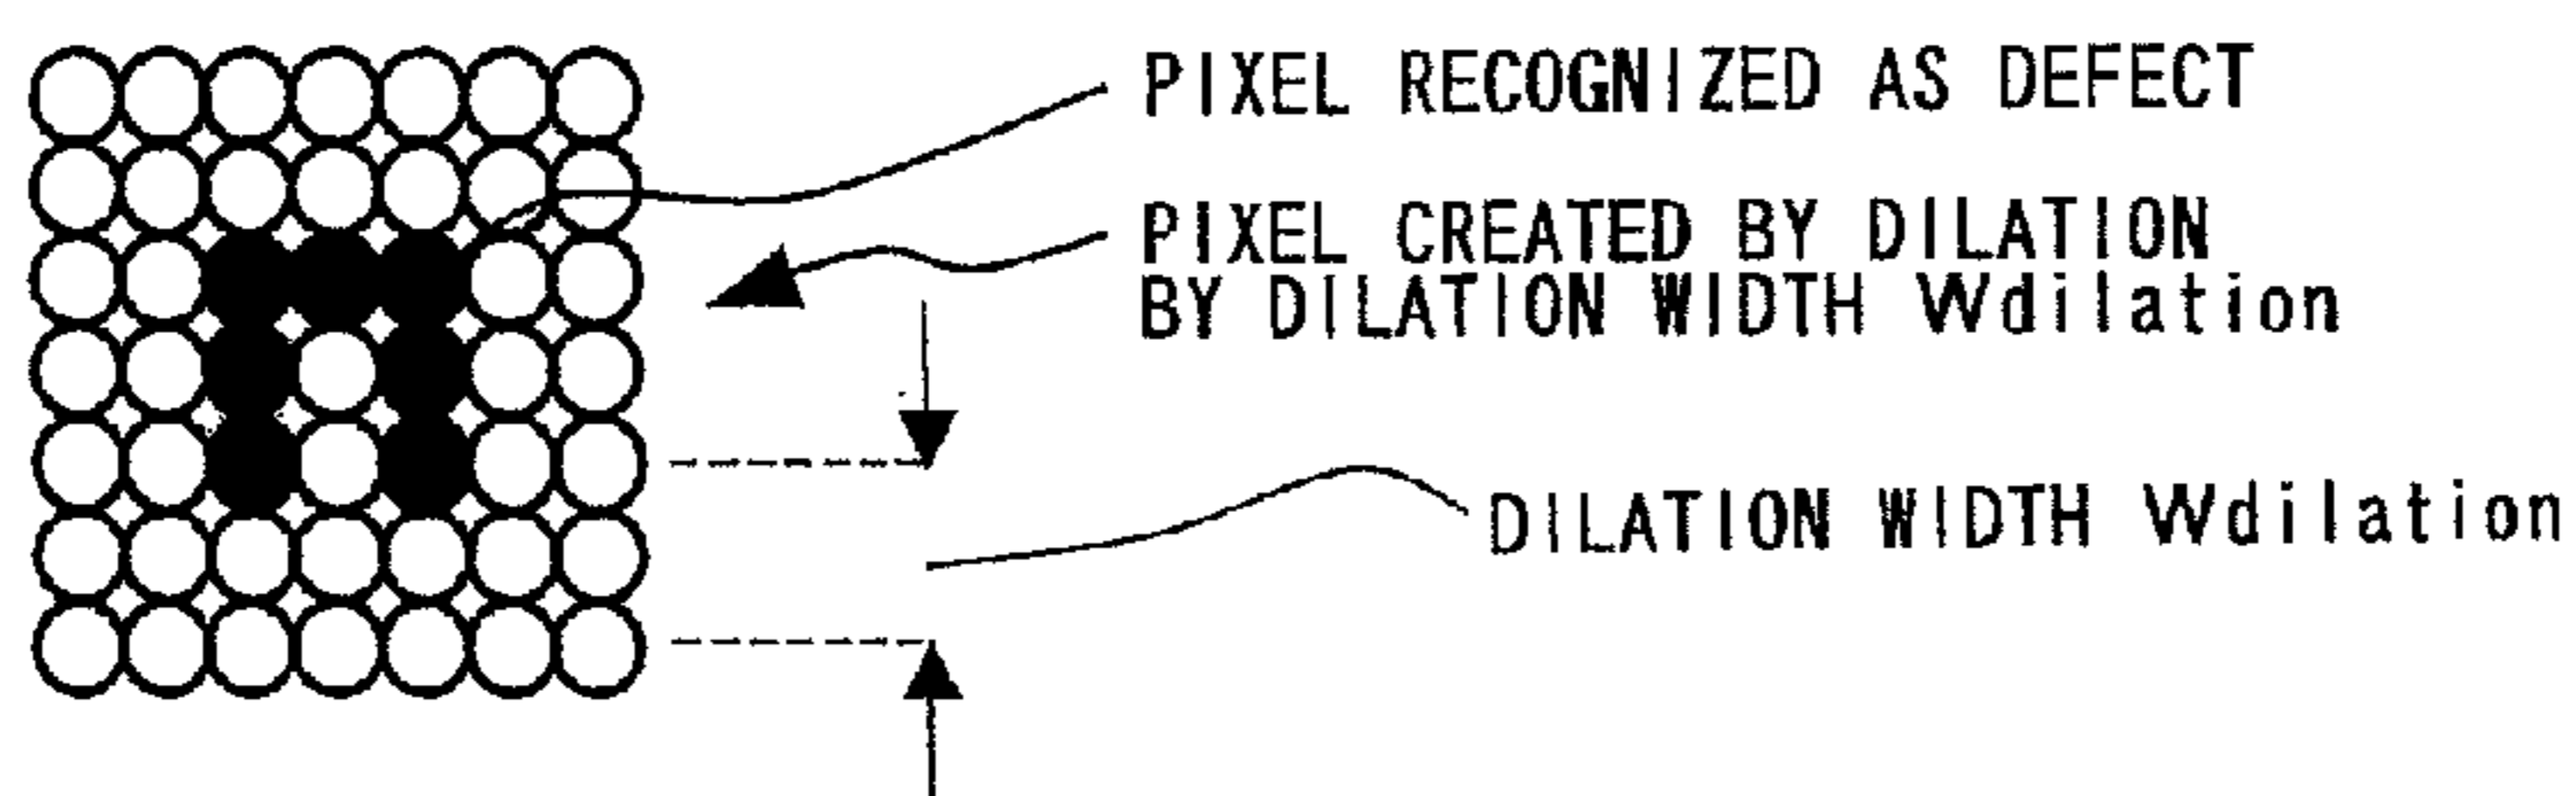 PIXEL RECOGNIZED AS DEFECT
PIXEL CREATED BY DILATION
BY DILATION WIDTH Wdilation
DILATION WIDTH Wdilation